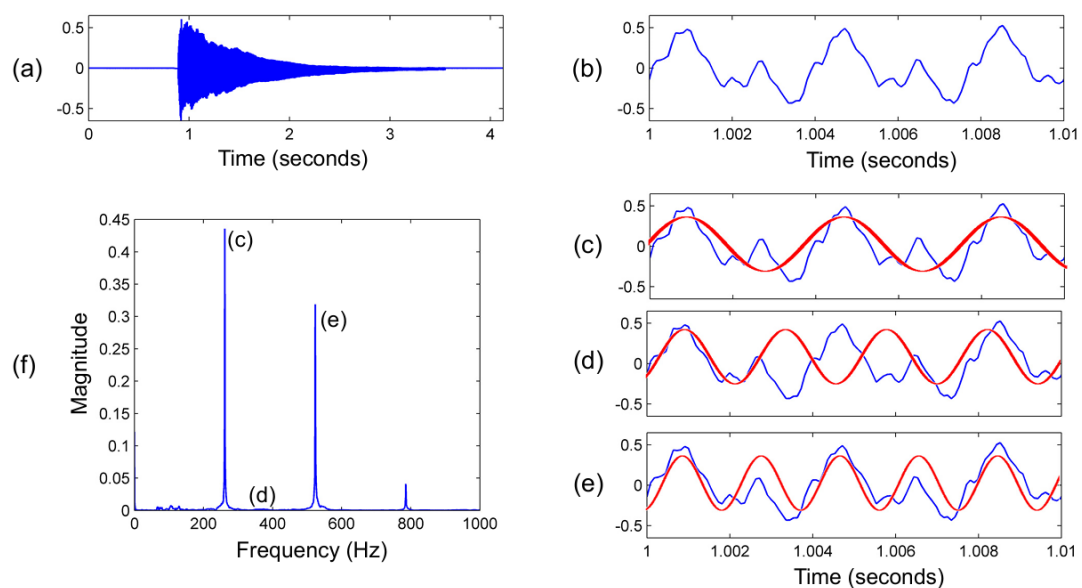 (a)
0.5
0
-0.5
0 1 2 3 4
Time (seconds)
(b)
0.5
0
-0.5
1 1.002 1.004 1.006 1.008 1.01
Time (seconds)
(f)
Magnitude
0.45
0.4
0.35
0.3
0.25
0.2
0.15
0.1
0.05
0
(c)
(e)
(d)
0 200 400 600 800 1000
Frequency (Hz)
(c)
0.5
0
-0.5
(d)
0.5
0
-0.5
(e)
0.5
0
-0.5
1 1.002 1.004 1.006 1.008 1.01
Time (seconds)